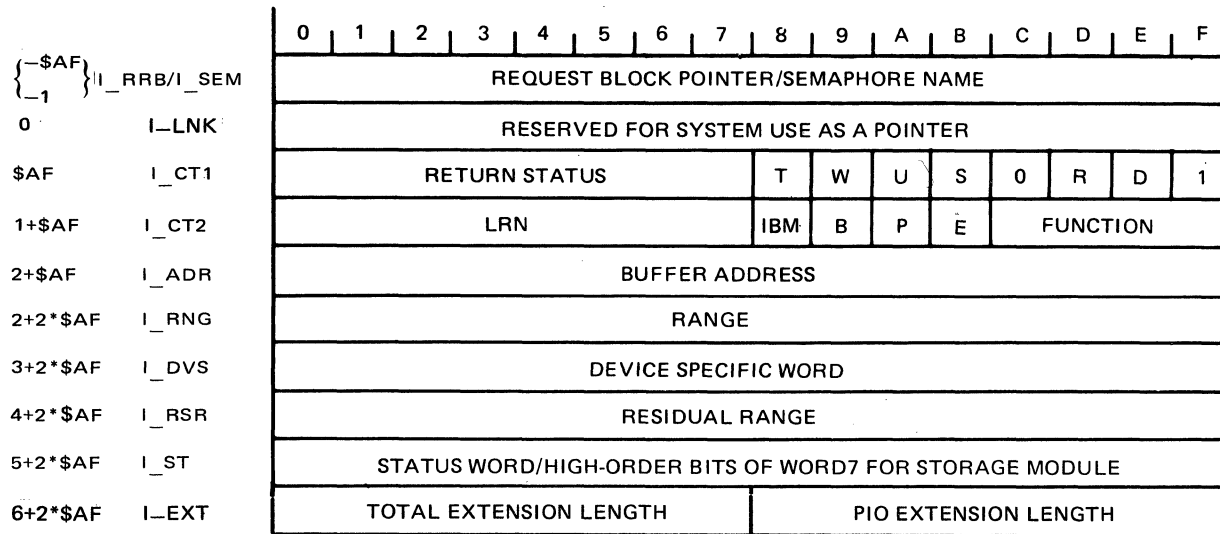 0 1 2 3 4 5 6 7 8 9 A B C D E F
{−$AF −1} I_RRB/I_SEM REQUEST BLOCK POINTER/SEMAPHORE NAME
0 I_LNK RESERVED FOR SYSTEM USE AS A POINTER
$AF I_CT1 RETURN STATUS T W U S 0 R D 1
1+$AF I_CT2 LRN IBM B P E FUNCTION
2+$AF I_ADR BUFFER ADDRESS
2+2*$AF I_RNG RANGE
3+2*$AF I_DVS DEVICE SPECIFIC WORD
4+2*$AF I_RSR RESIDUAL RANGE
5+2*$AF I_ST STATUS WORD/HIGH-ORDER BITS OF WORD7 FOR STORAGE MODULE
6+2*$AF I_EXT TOTAL EXTENSION LENGTH PIO EXTENSION LENGTH